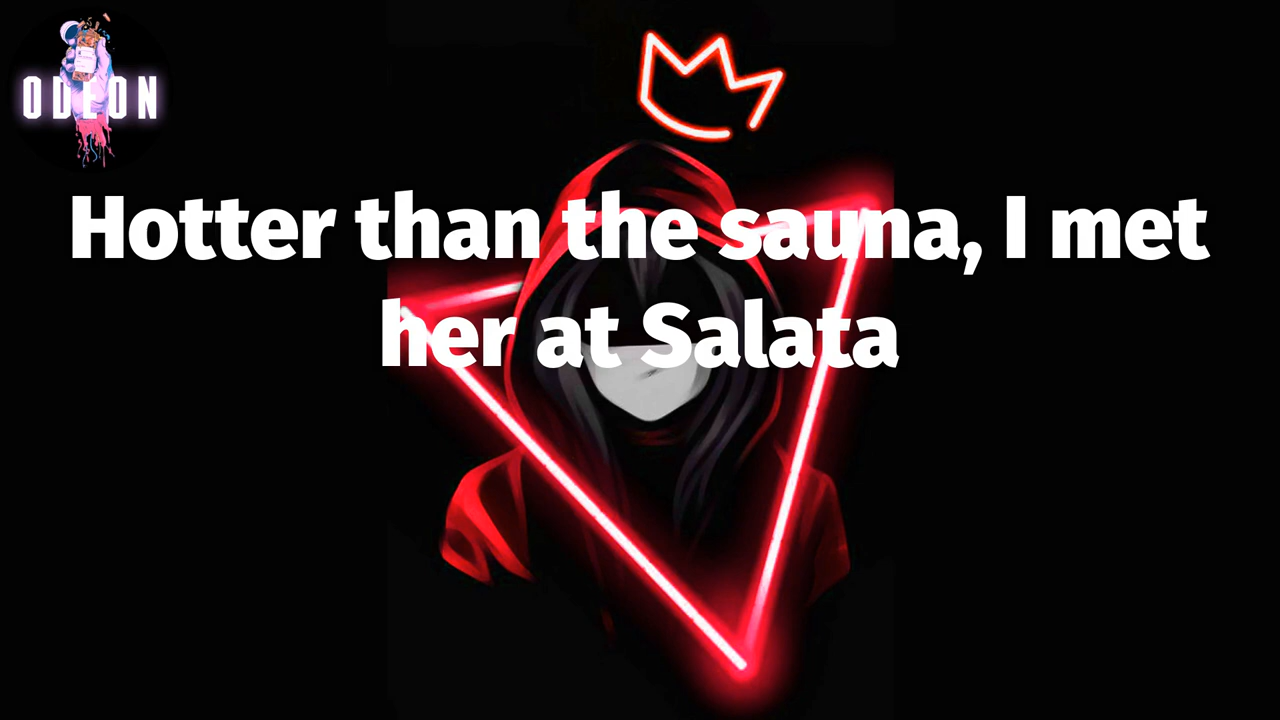 ODEON
Hotter than the sauna, I met
her at Salata